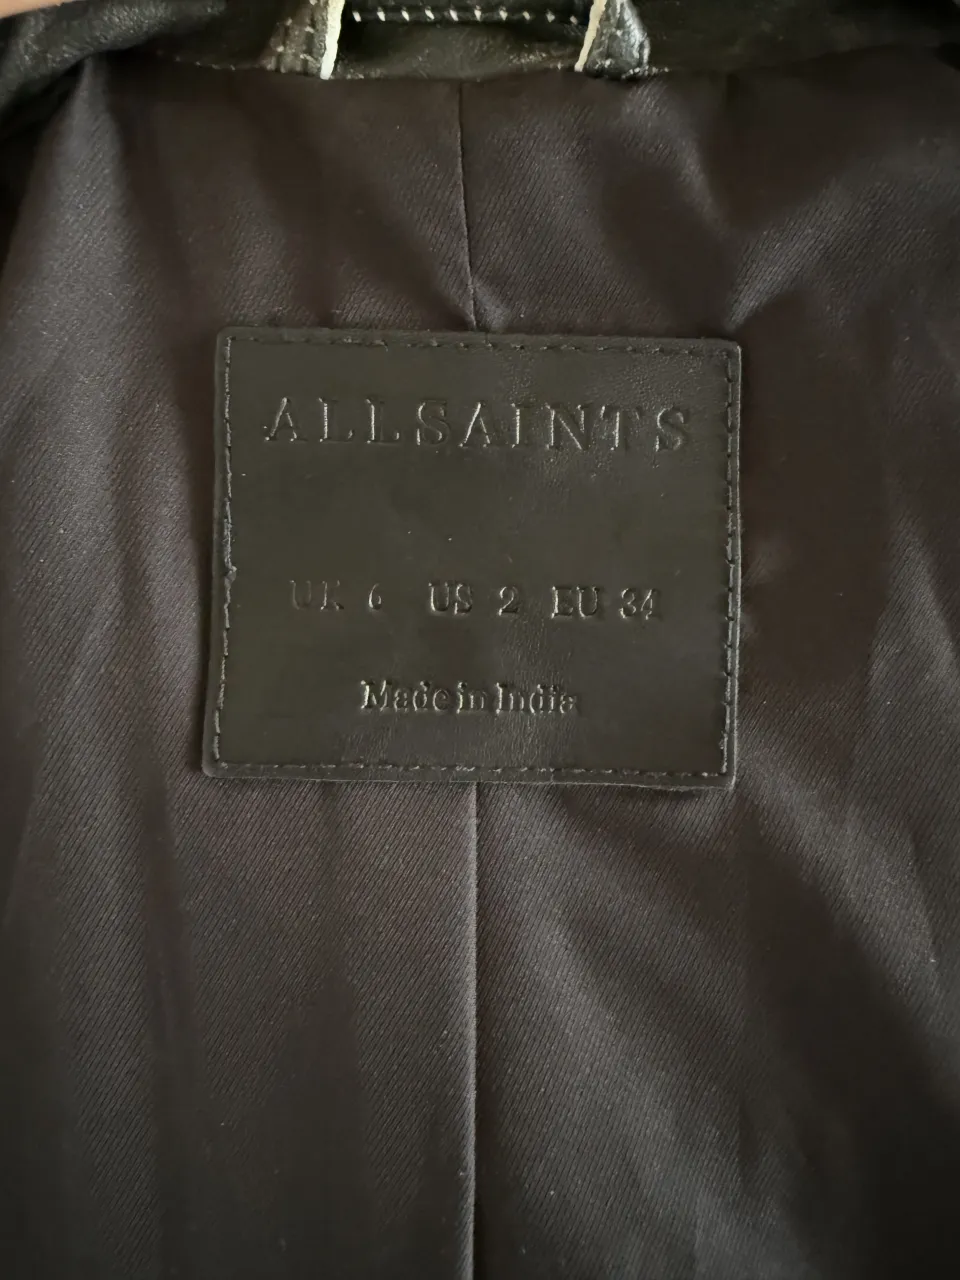 ALLSAINTS
UK 6 US 2 EU 34
Made in India